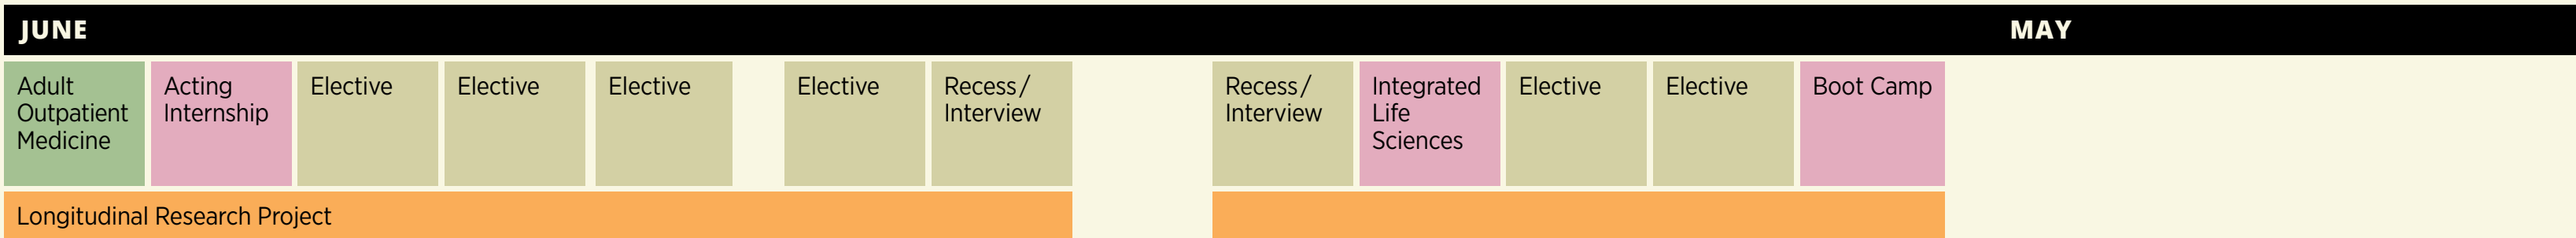 JUNE
MAY
Adult
Outpatient
Medicine
Acting
Internship
Elective
Elective
Elective
Elective
Recess/
Interview
Recess/
Interview
Integrated
Life
Sciences
Elective
Elective
Boot Camp
Longitudinal Research Project